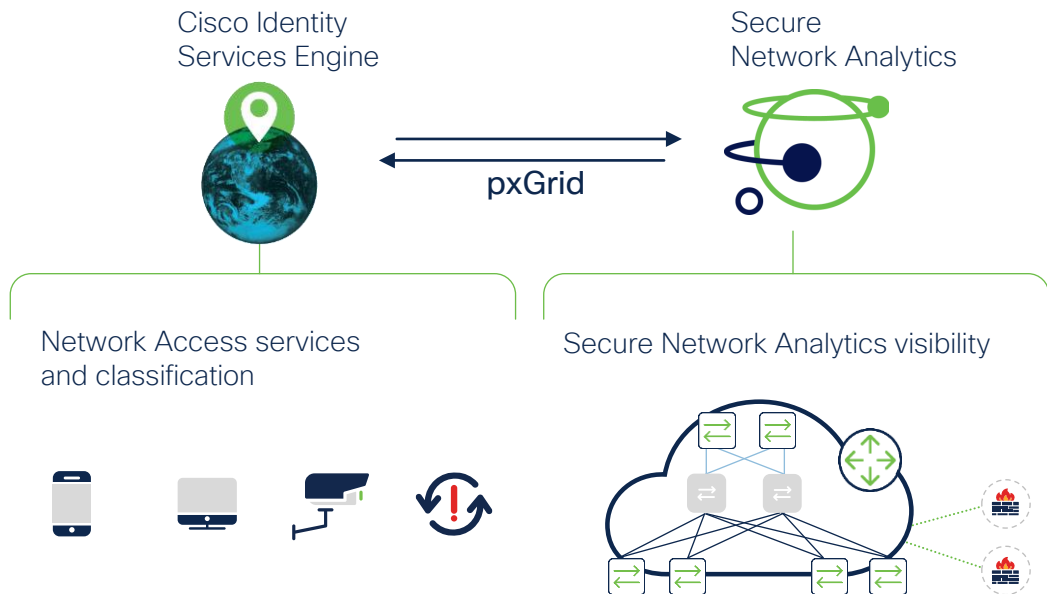 Cisco Identity
Services Engine
Secure
Network Analytics
pxGrid
Network Access services
and classification
Secure Network Analytics visibility